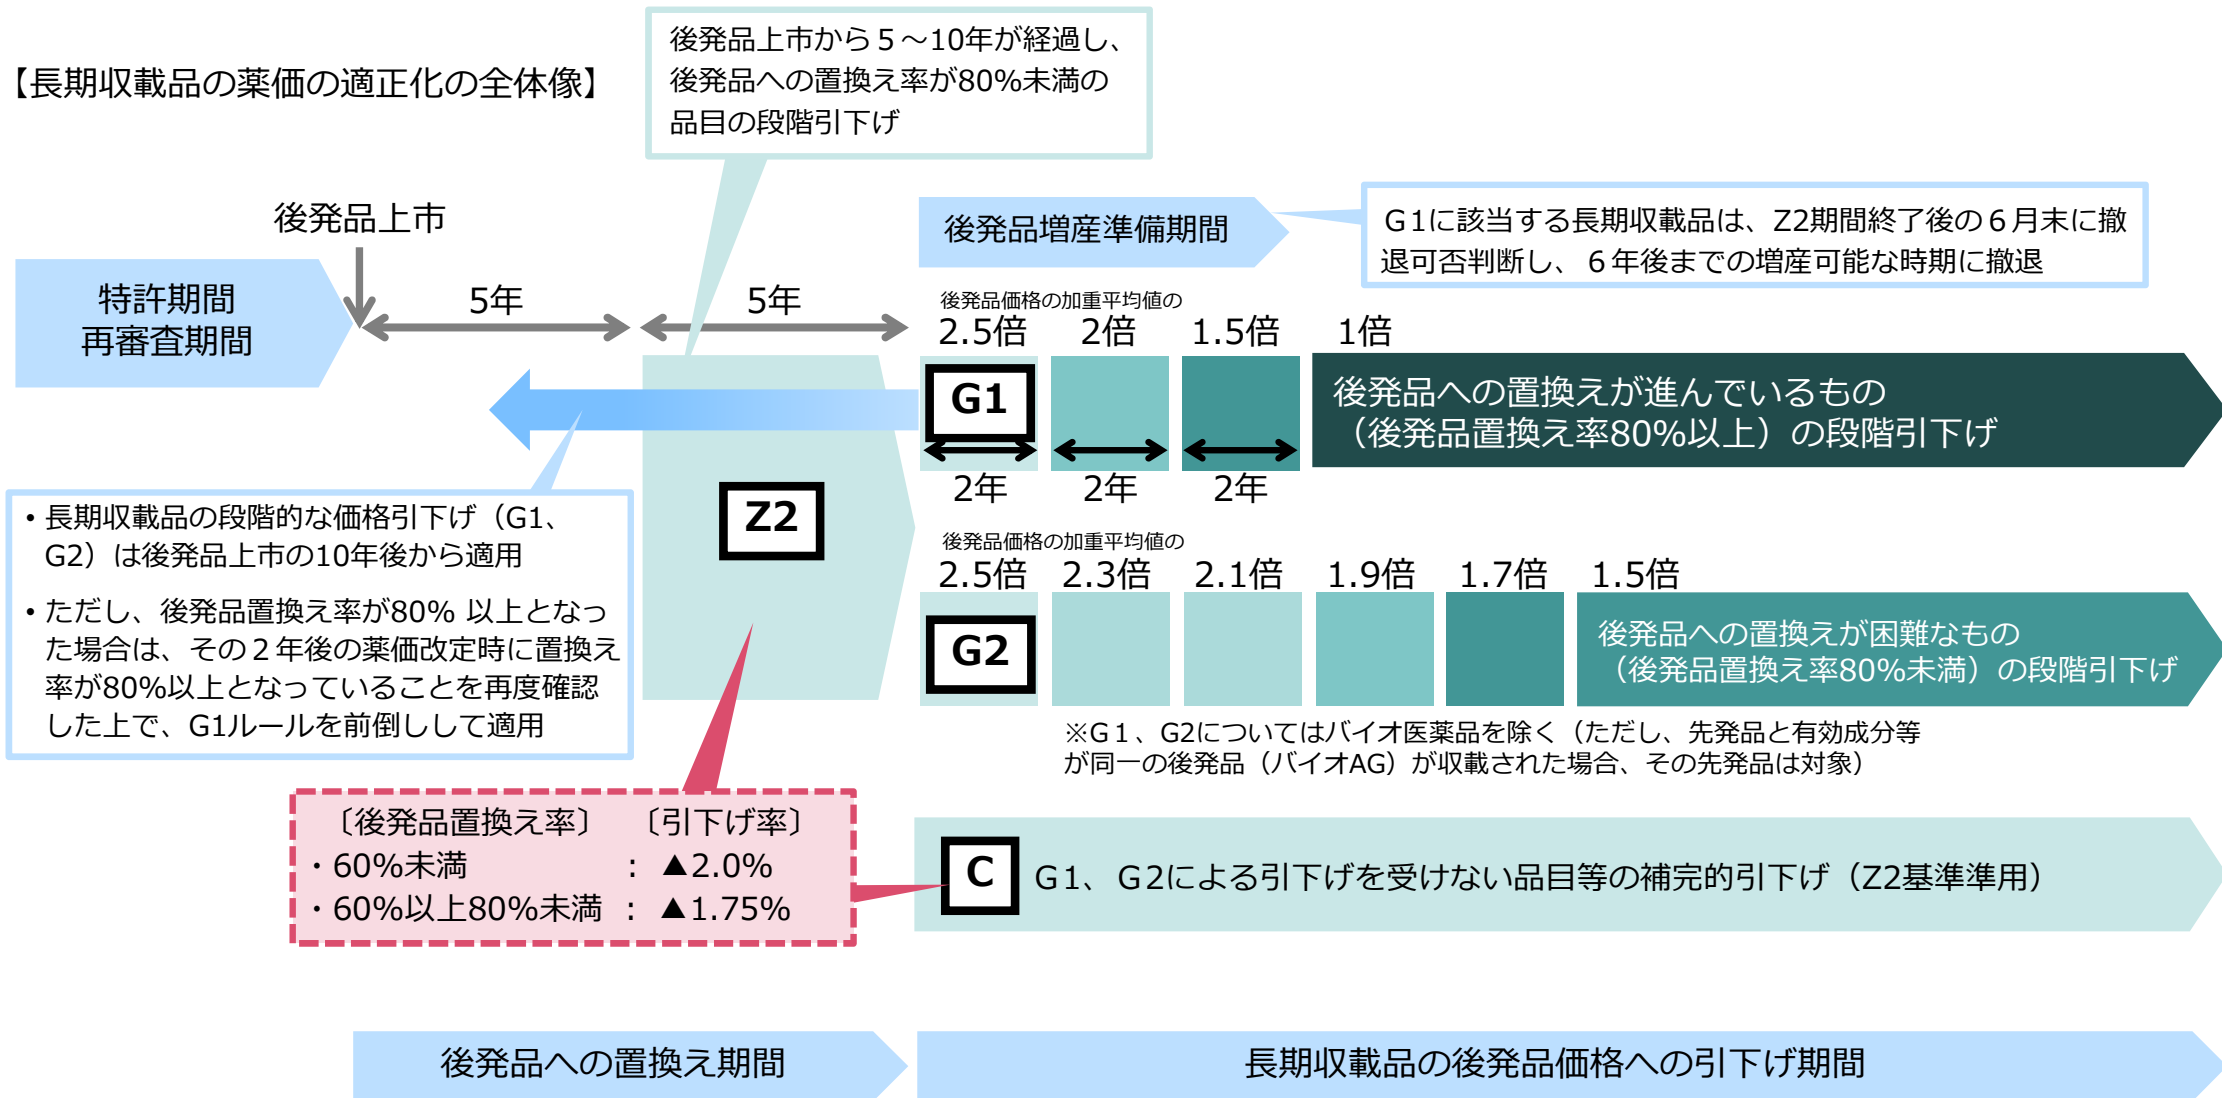 【長期収載品の薬価の適正化の全体像】
後発品上市から５～10年が経過し、
後発品への置換え率が80%未満の
品目の段階引下げ
後発品上市
特許期間
再審査期間
5年
5年
後発品増産準備期間
G1に該当する長期収載品は、Z2期間終了後の６月末に撤
退可否判断し、６年後までの増産可能な時期に撤退
後発品価格の加重平均値の
2.5倍 2倍 1.5倍 1倍
G1
後発品への置換えが進んでいるもの
（後発品置換え率80%以上）の段階引下げ
2年 2年 2年
Z2
・長期収載品の段階的な価格引下げ（G1、
G2）は後発品上市の10年後から適用
・ただし、後発品置換え率が80% 以上となっ
た場合は、その２年後の薬価改定時に置換え
率が80%以上となっていることを再度確認
した上で、G1ルールを前倒しして適用
後発品価格の加重平均値の
2.5倍 2.3倍 2.1倍 1.9倍 1.7倍 1.5倍
G2
後発品への置換えが困難なもの
（後発品置換え率80%未満）の段階引下げ
※G１、G2についてはバイオ医薬品を除く（ただし、先発品と有効成分等
が同一の後発品（バイオAG）が収載された場合、その先発品は対象）
〔後発品置換え率〕 〔引下げ率〕
・60%未満 ： ▲2.0%
・60%以上80%未満 ： ▲1.75%
C
G1、Ｇ2による引下げを受けない品目等の補完的引下げ（Z2基準準用）
後発品への置換え期間
長期収載品の後発品価格への引下げ期間